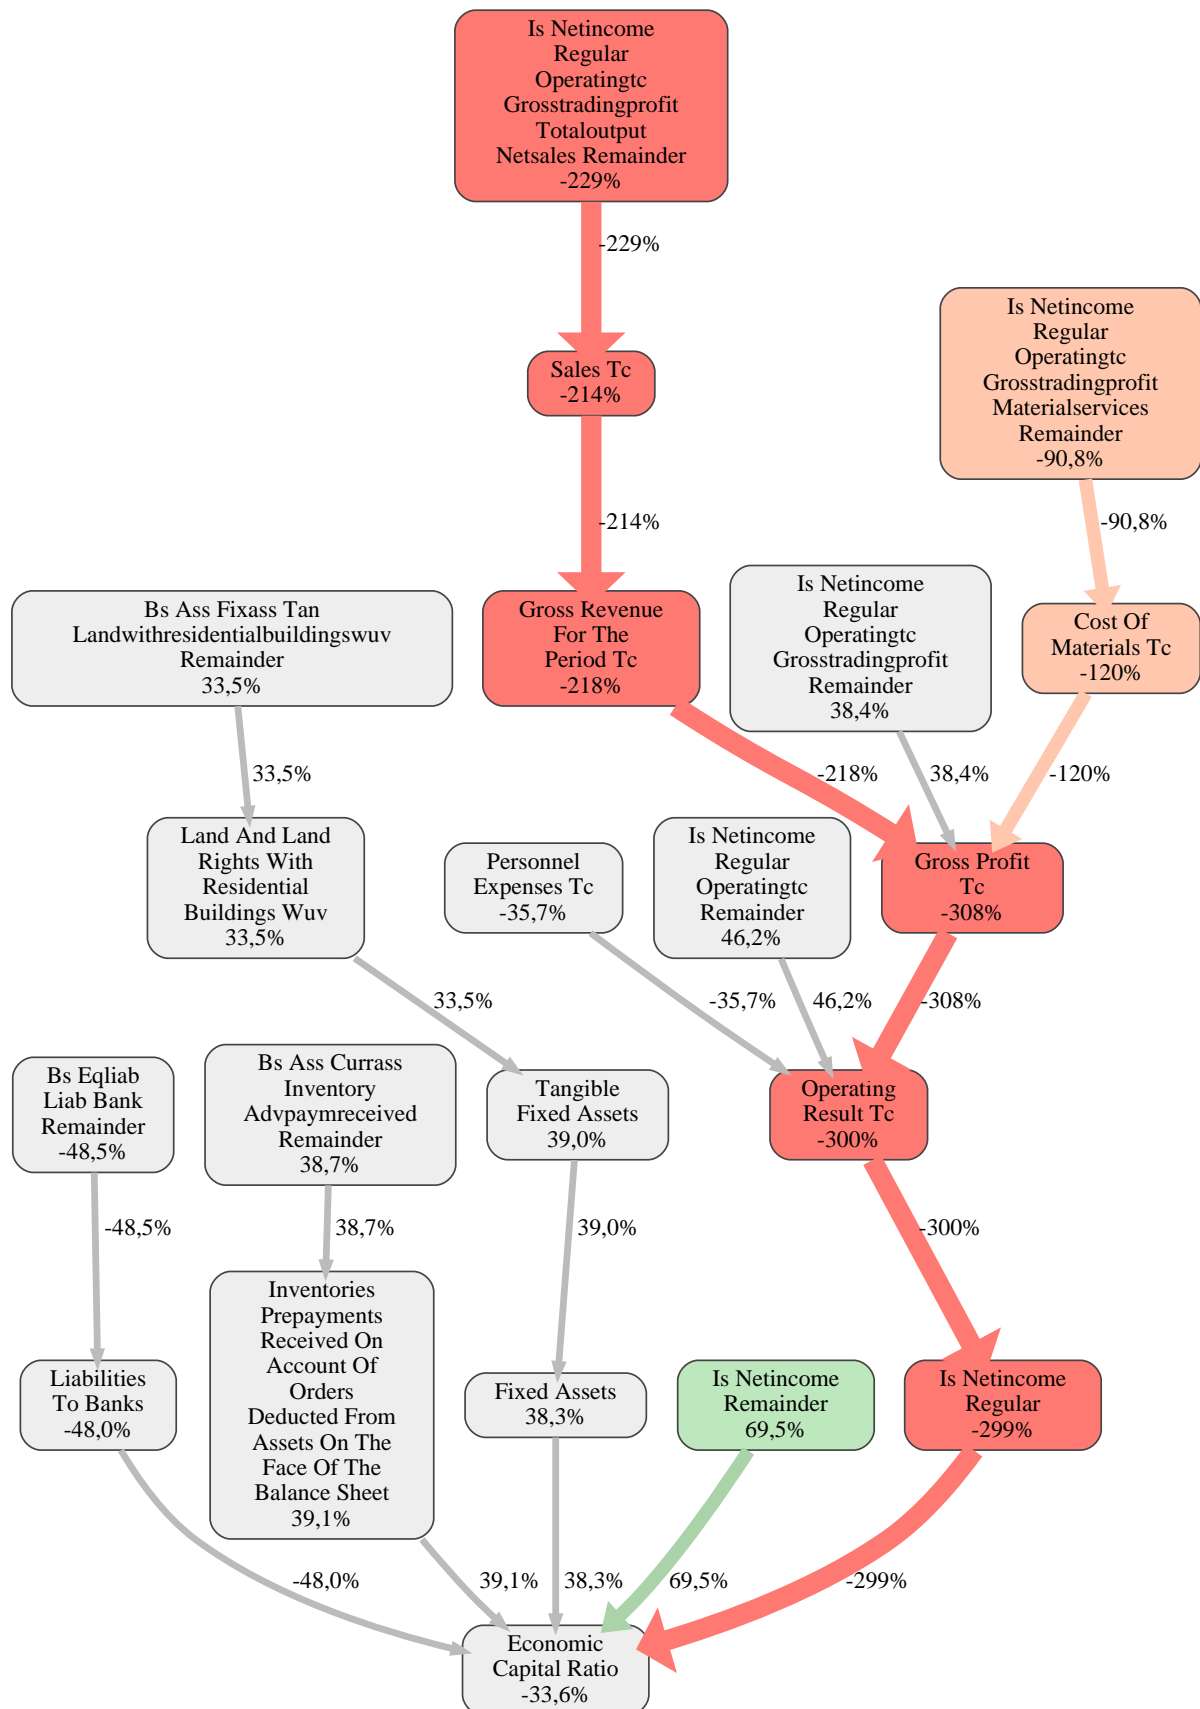 Is Netincome
Regular
Operatingtc
Grosstradingprofit
Totaloutput
Netsales Remainder
-229%
-229%
Is Netincome
Regular
Operatingtc
Grosstradingprofit
Materialservices
Remainder
-90,8%
Sales Tc
-214%
-214%
-90,8%
Bs Ass Fixass Tan
Landwithresidentialbuildingswuv
Remainder
33,5%
Gross Revenue
For The
Period Tc
-218%
Is Netincome
Regular
Operatingtc
Grosstradingprofit
Remainder
38,4%
Cost Of
Materials Tc
-120%
33,5%
-218%
38,4%
-120%
Land And Land
Rights With
Residential
Buildings Wuv
33,5%
Personnel
Expenses Tc
-35,7%
Is Netincome
Regular
Operatingtc
Remainder
46,2%
Gross Profit
Tc
-308%
33,5%
-35,7%
46,2%
-308%
Bs Eqliab
Liab Bank
Remainder
-48,5%
Bs Ass Currass
Inventory
Advpaymreceived
Remainder
38,7%
Tangible
Fixed Assets
39,0%
Operating
Result Tc
-300%
-48,5%
38,7%
39,0%
-300%
Liabilities
To Banks
-48,0%
Inventories
Prepayments
Received On
Account Of
Orders
Deducted From
Assets On The
Face Of The
Balance Sheet
39,1%
Fixed Assets
38,3%
Is Netincome
Remainder
69,5%
Is Netincome
Regular
-299%
-48,0%
39,1%
38,3%
69,5%
-299%
Economic
Capital Ratio
-33,6%